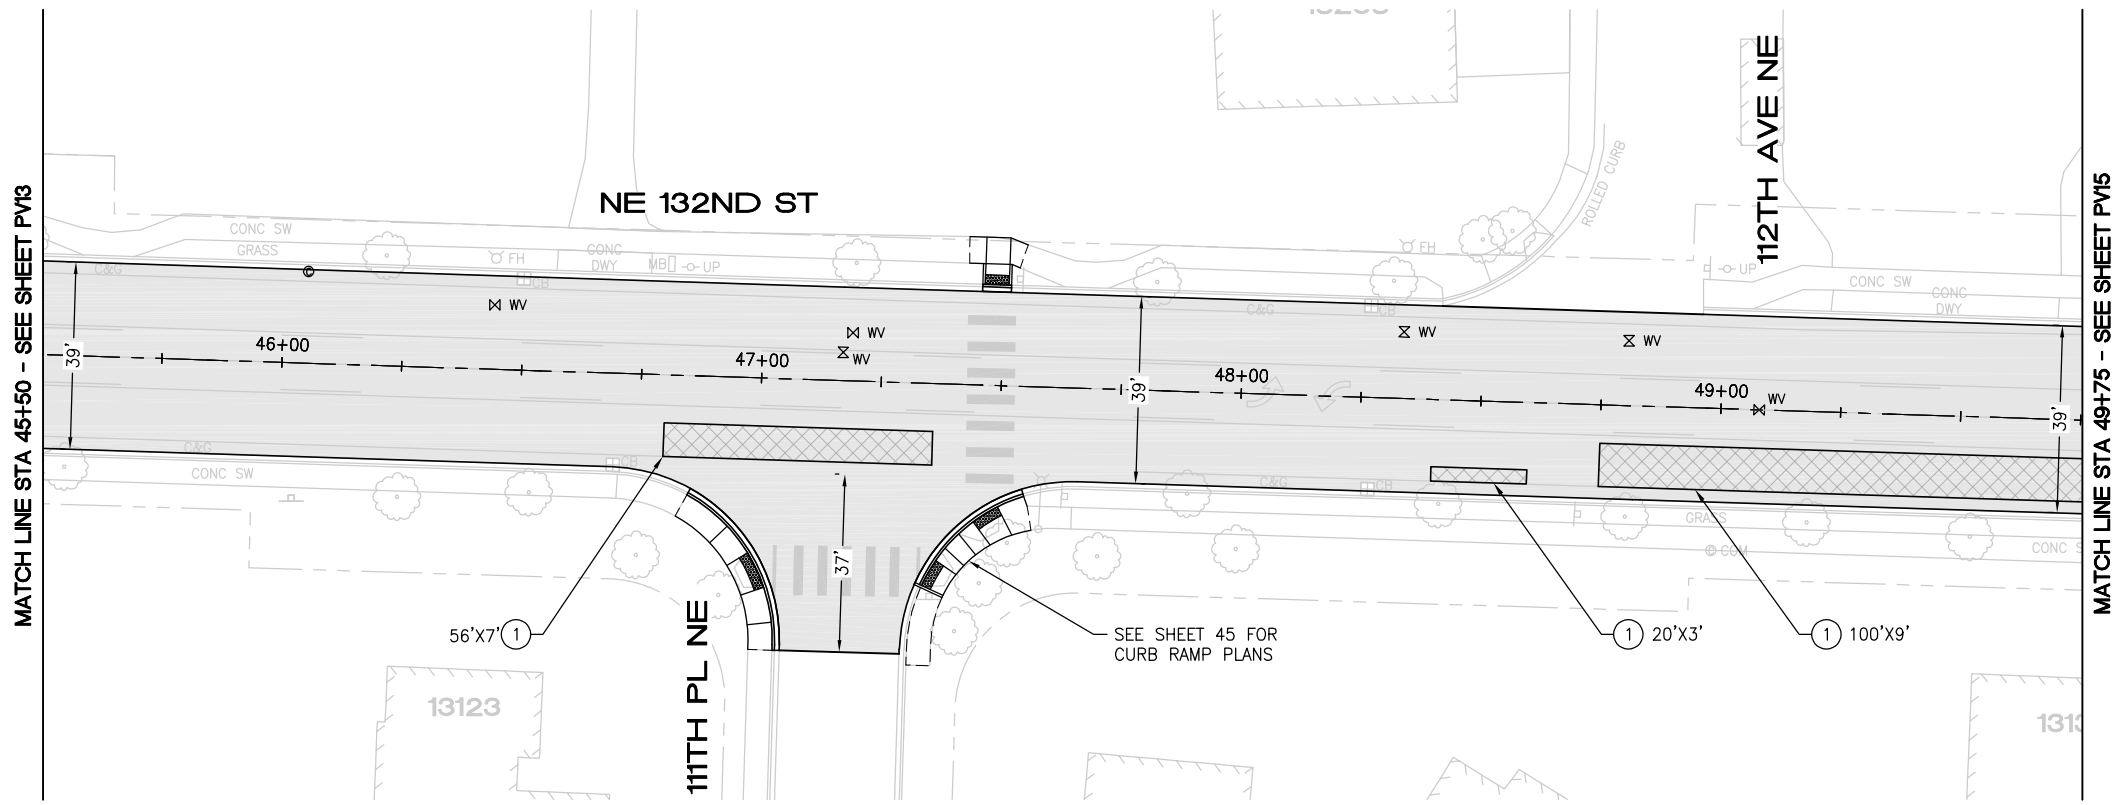 13233
112TH AVE NE
ROLLED CURB
NE 132ND ST
MATCH LINE STA 45+50 - SEE SHEET PV13
MATCH LINE STA 49+75 - SEE SHEET PV15
CONC SW
GRASS
FH
CONC
DWY
MB
UP
FH
UP
CONC SW
CONC
DWY
C&G
C
CB
C&G
CB
WV
WV
WV
WV
WV
39'
46+00
47+00
39'
48+00
49+00
WV
39'
C&G
CONC SW
CB
C&G
CB
GRASS
C COM
CONC S
37'
56'X7' 1
SEE SHEET 45 FOR
CURB RAMP PLANS
1 20'X3'
1 100'X9'
111TH PL NE
13123
1313